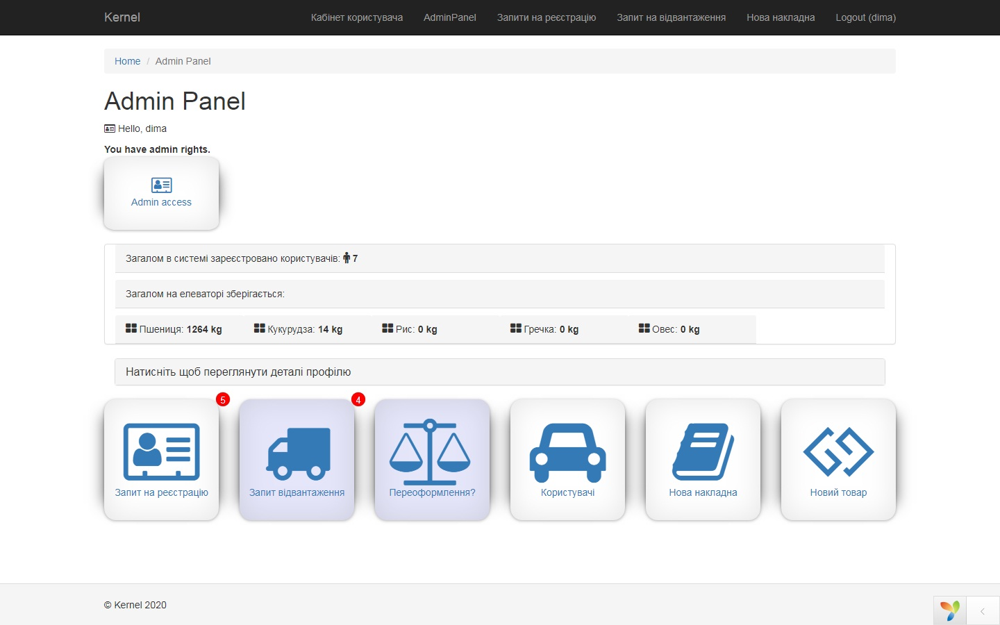 Kernel Кабінет користувача AdminPanel Запити на реєстрацію Запит на відвантаження Нова накладна Logout (dima)
Home / Admin Panel
Admin Panel
Hello, dima
You have admin rights.
Admin access
Загалом в системі зареєстровано користувачів: 7
Загалом на елеваторі зберігається:
Пшениця: 1264 kg Кукурудза: 14 kg Рис: 0 kg Гречка: 0 kg Овес: 0 kg
Натисніть щоб переглянути деталі профілю
5 4
Запит на реєстрацію Запит відвантаження Переоформлення? Користувачі Нова накладна Новий товар
© Kernel 2020